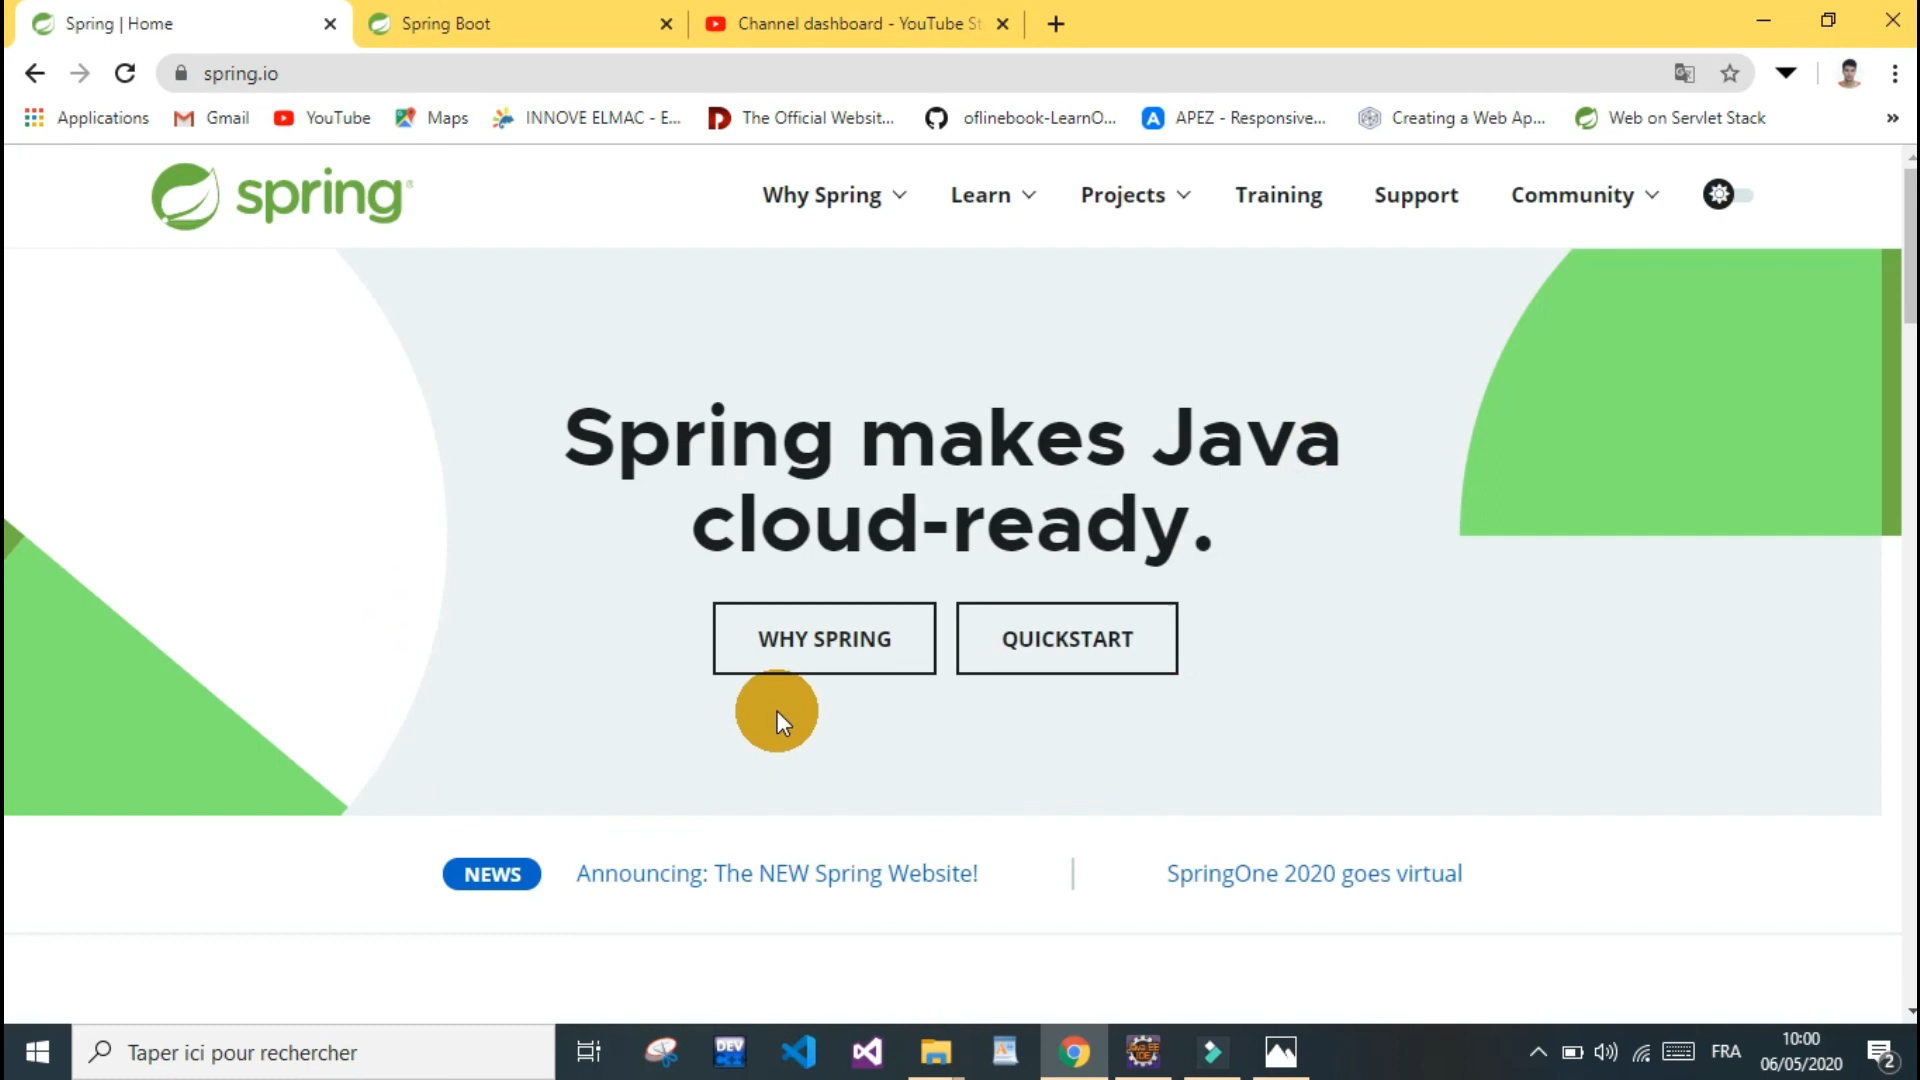 Spring | Home
Spring Boot
Channel dashboard - YouTube St
spring.io
Applications
Gmail
YouTube
Maps
INNOVE ELMAC - E...
The Official Websit...
oflinebook-LearnO...
APEZ - Responsive...
Creating a Web Ap...
Web on Servlet Stack
»
spring
Why Spring
Learn
Projects
Training
Support
Community
Spring makes Java
cloud-ready.
WHY SPRING
QUICKSTART
NEWS
Announcing: The NEW Spring Website!
SpringOne 2020 goes virtual
Taper ici pour rechercher
DEV
FRA
10:00
06/05/2020
2